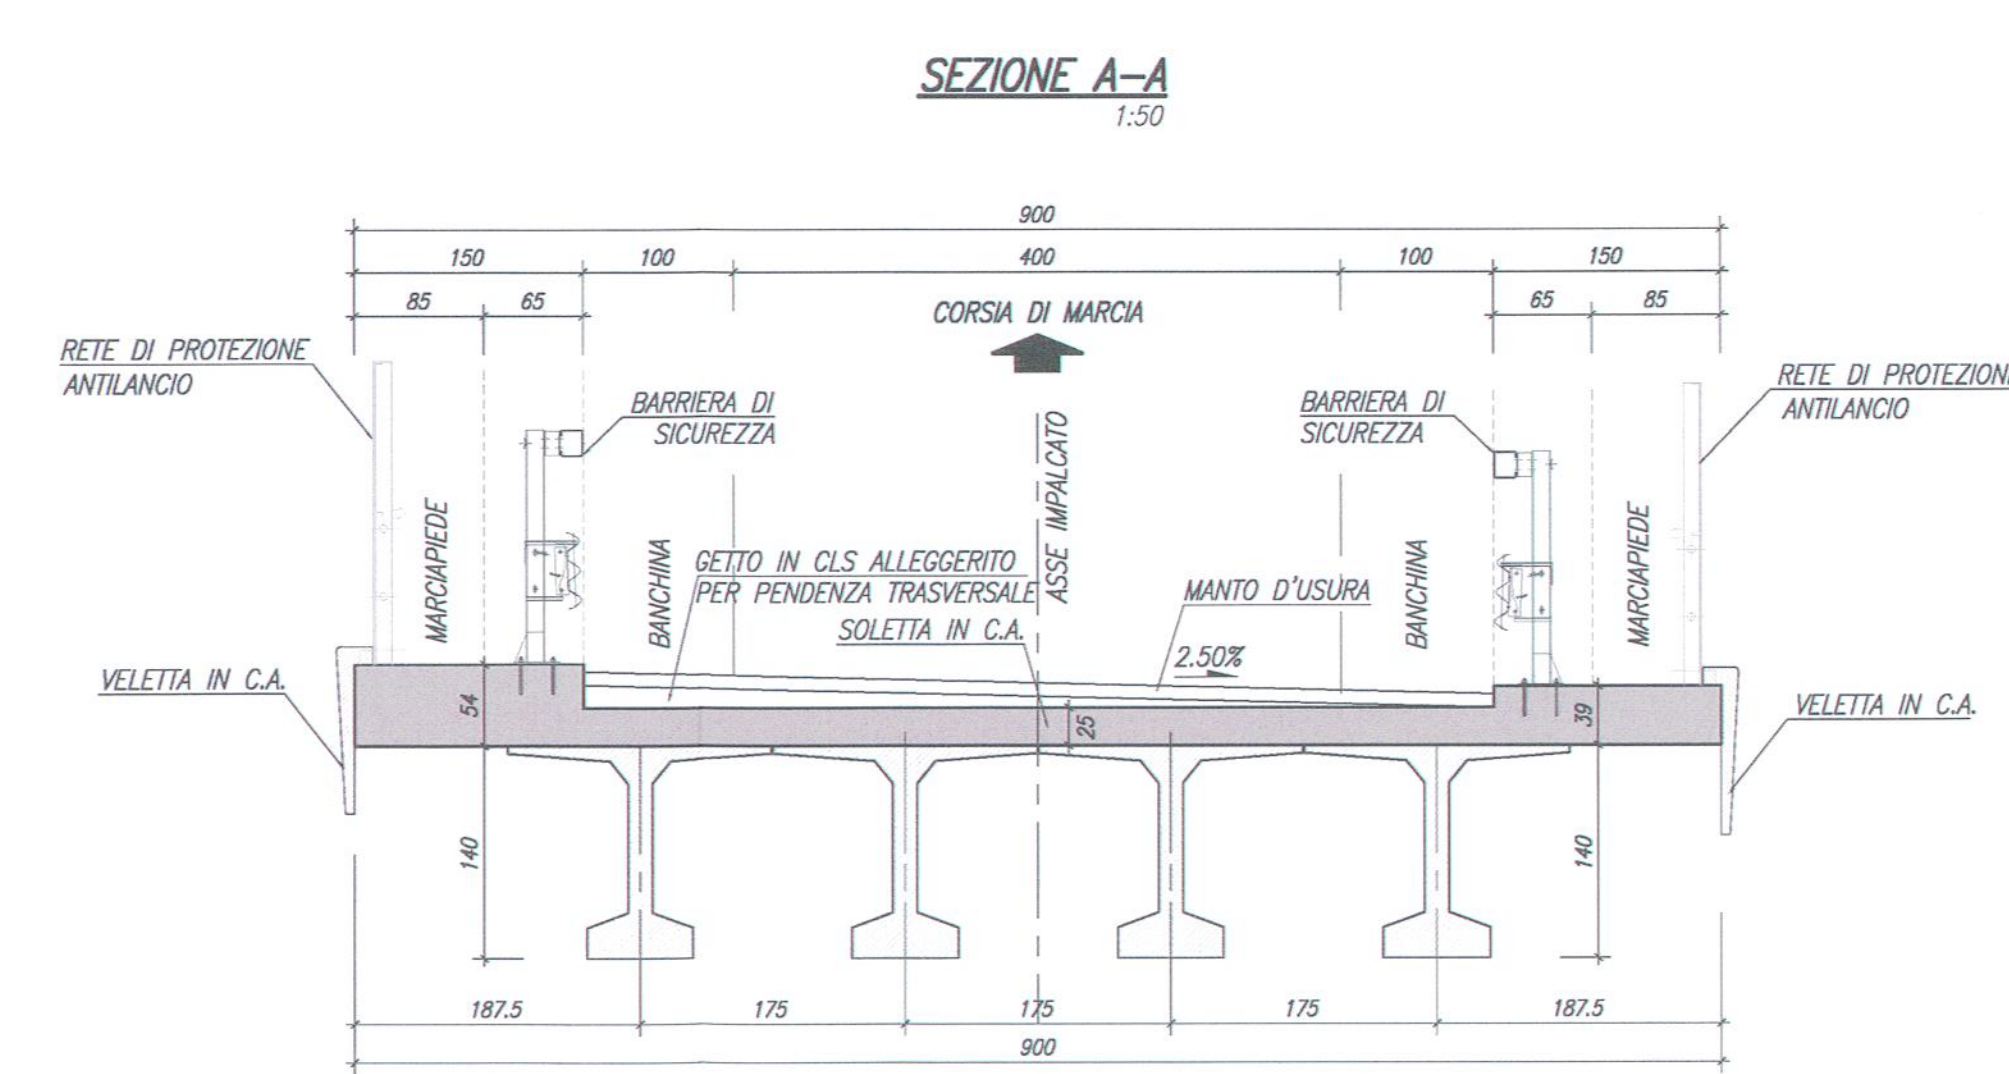 SEZIONE A-A
1:50
900
150
100
400
100
150
85
65
CORSIA DI MARCIA
65
85
RETE DI PROTEZIONE
ANTILANCIO
BARRIERA DI
SICUREZZA
BARRIERA DI
SICUREZZA
RETE DI PROTEZION
ANTILANCIO
MARCIAPIEDE
BANCHINA
GETTO IN CLS ALLEGGERITO
PER PENDENZA TRASVERSALE
ASSE IMPALCATO
SOLETTA IN C.A.
MANTO D'USURA
2.50%
BANCHINA
MARCIAPIEDE
VELETTA IN C.A.
54
25
39
VELETTA IN C.A.
140
140
187.5
175
175
175
187.5
900